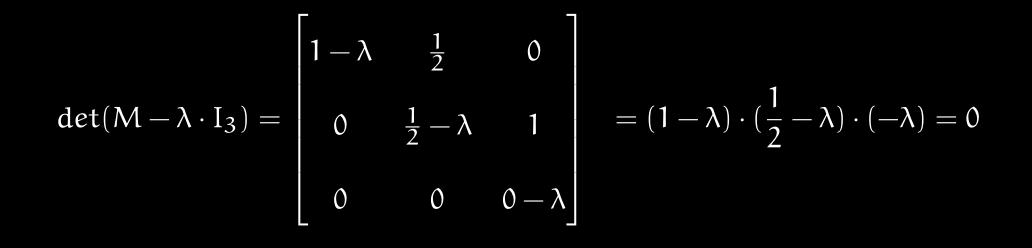 det(M − λ · I₃) = [1 − λ ½ 0; 0 ½ − λ 1; 0 0 0 − λ] = (1 − λ) · (½ − λ) · (−λ) = 0